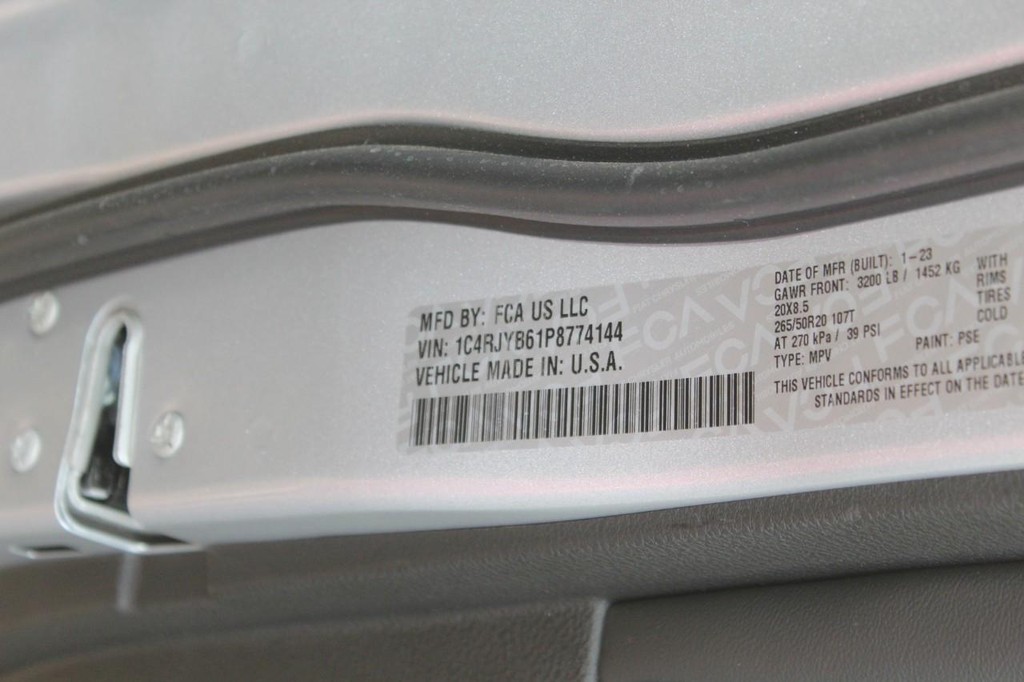 MFD BY: FCA US LLC
VIN: 1C4RJYB61P8774144
VEHICLE MADE IN: U.S.A.
DATE OF MFR (BUILT): 1-23
GAWR FRONT: 3200 LB / 1452 KG WITH
20X8.5 RIMS
265/50R20 107T TIRES
AT 270 kPa / 39 PSI COLD
TYPE: MPV PAINT: PSE
THIS VEHICLE CONFORMS TO ALL APPLICABLE
STANDARDS IN EFFECT ON THE DATE